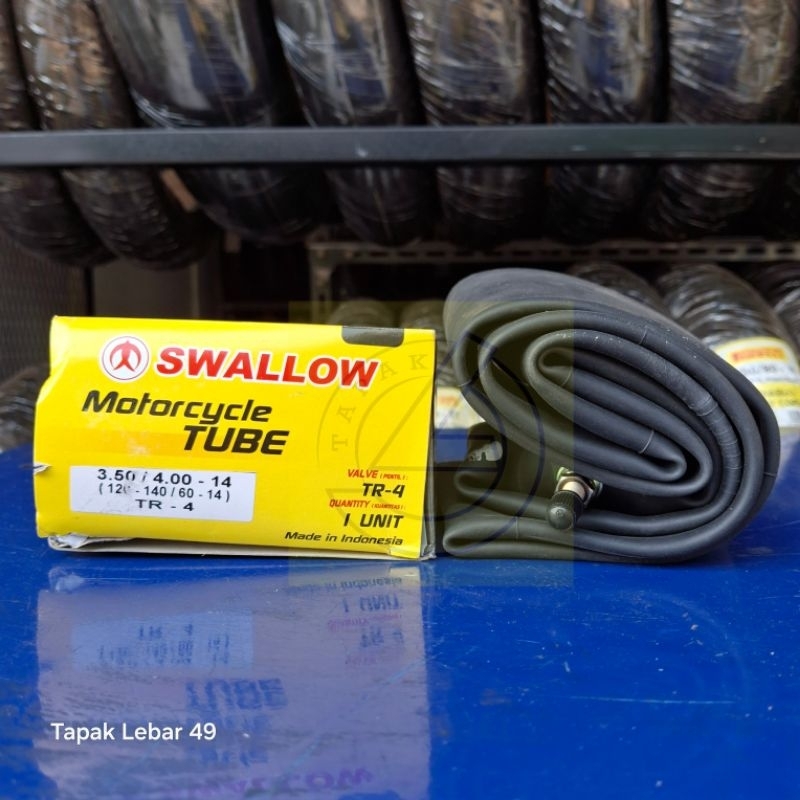 SWALLOW
Motorcycle
TUBE
3.50 / 4.00 - 14
( 120 - 140 / 60 - 14 )
TR - 4
VALVE ( PENTIL ) :
TR-4
QUANTITY ( KUANTITAS ) :
1 UNIT
Made in Indonesia
TAPAK
Tapak Lebar 49